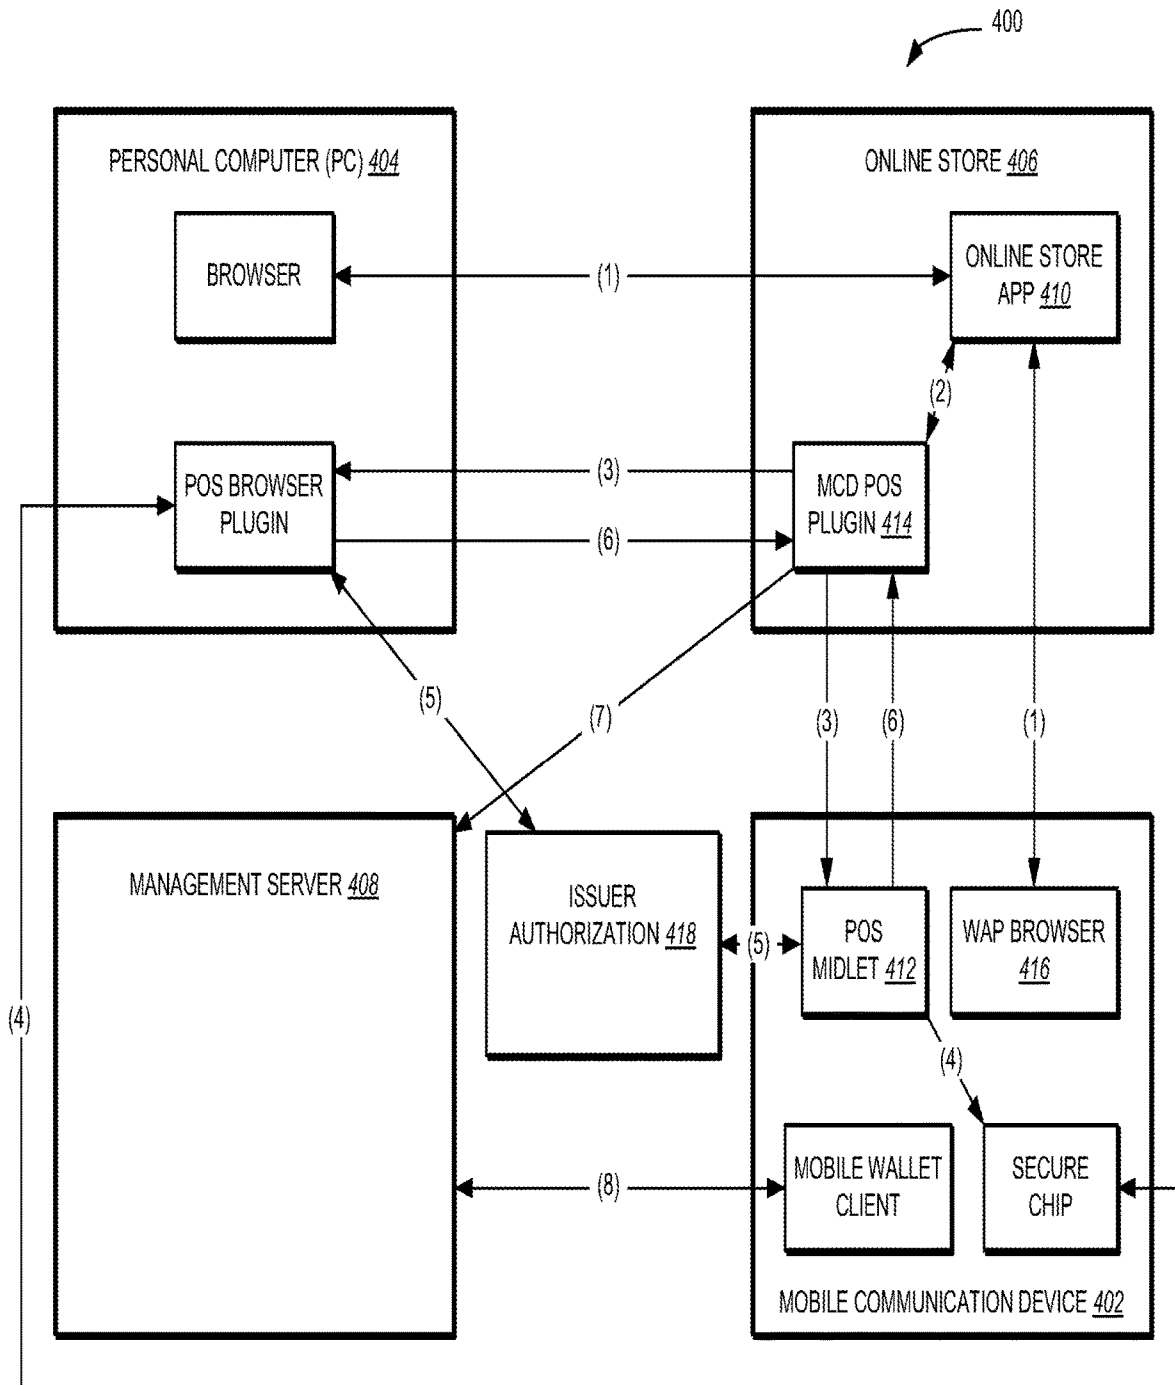 400
PERSONAL COMPUTER (PC) 404
ONLINE STORE 406
BROWSER
(1)
ONLINE STORE
APP 410
(2)
POS BROWSER
PLUGIN
(3)
(6)
MCD POS
PLUGIN 414
(5)
(7)
(3)
(6)
(1)
MANAGEMENT SERVER 408
ISSUER
AUTHORIZATION 418
(5)
POS
MIDLET 412
WAP BROWSER
416
(4)
(4)
(8)
MOBILE WALLET
CLIENT
SECURE
CHIP
MOBILE COMMUNICATION DEVICE 402